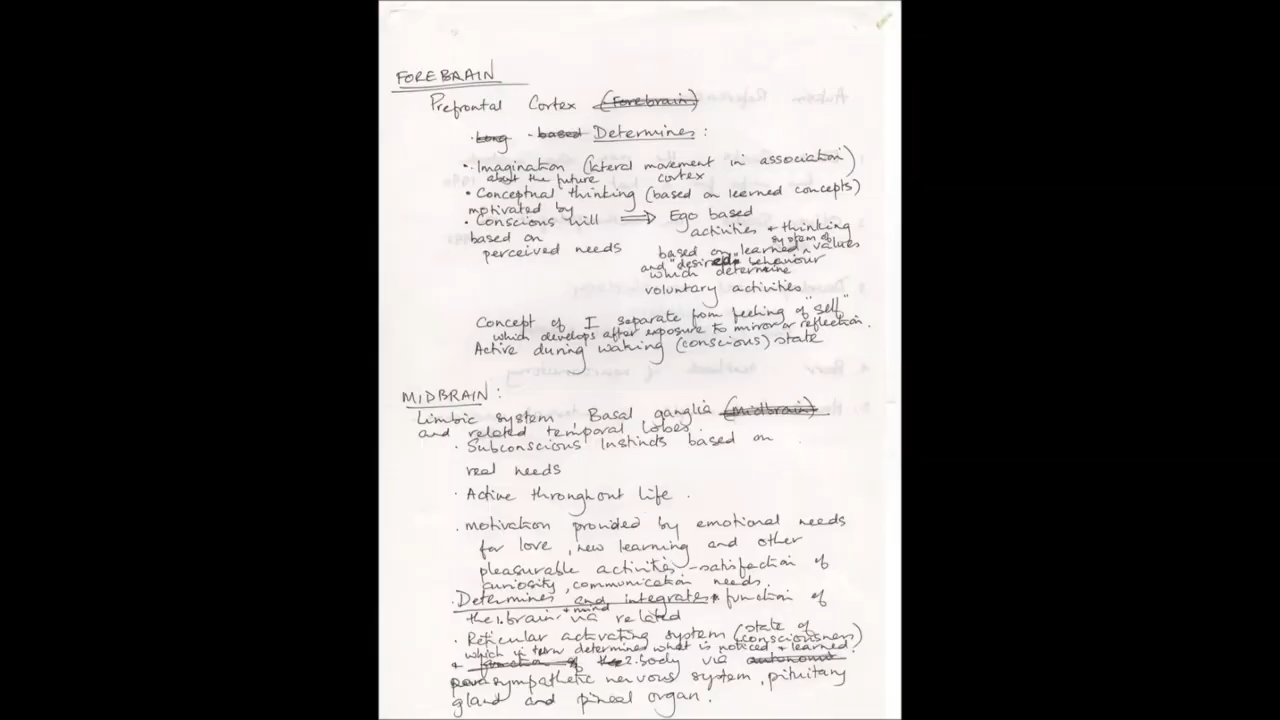 FOREBRAIN
Prefrontal Cortex (Forebrain)
· Long · based Determines :
· Imagination (lateral movement in association
about the future cortex)
· Conceptual thinking (based on learned concepts)
motivated by
· Conscious will ⟹ Ego based
activities + thinking
based on
perceived needs
based on learned system of values
and "desired" behaviour
which determine
voluntary activities
Concept of I separate from feeling of "self"
which develops after exposure to mirror or reflection.
Active during waking (conscious) state
MIDBRAIN :
Limbic system, Basal ganglia (Midbrain)
and related temporal lobes.
· Subconscious Instincts based on
real needs
· Active throughout life.
· motivation provided by emotional needs
for love, new learning and other
pleasurable activities - satisfaction of
curiosity, communication needs.
· Determines and integrates function of
the 1. brain + mind via related
· Reticular activating system (state of
consciousness)
which in turn determines what is noticed + learned.
+ function of the 2. body via autonomic
parasympathetic nervous system, pituitary
gland and pineal organ.